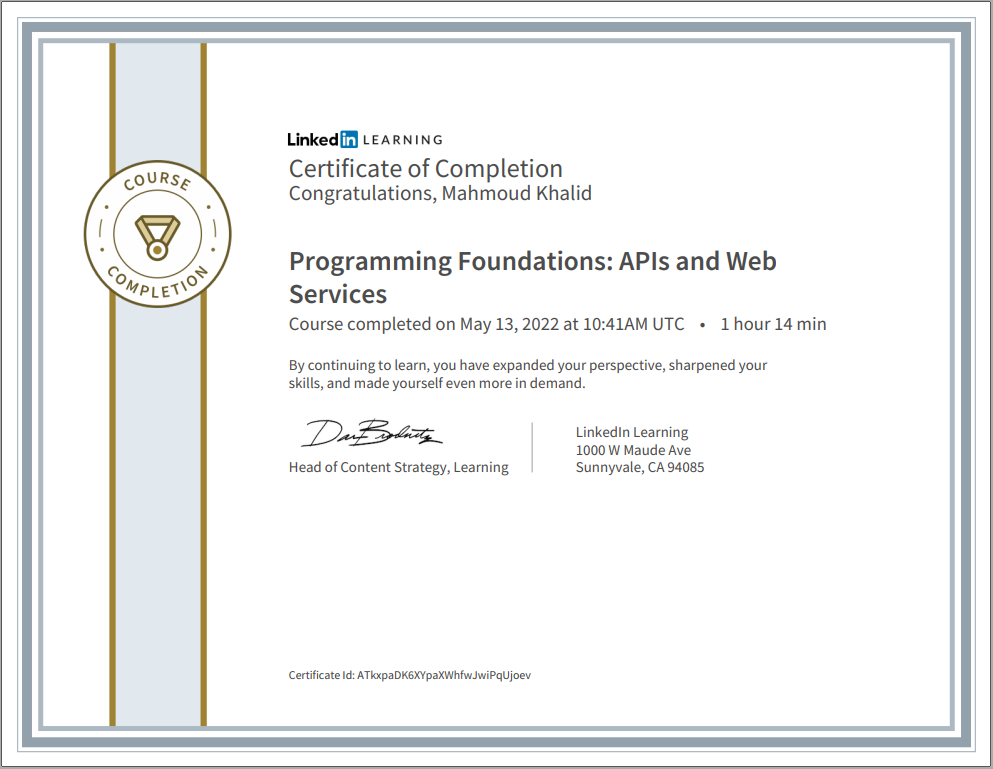 COURSE
COMPLETION
Linked in LEARNING
Certificate of Completion
Congratulations, Mahmoud Khalid
Programming Foundations: APIs and Web
Services
Course completed on May 13, 2022 at 10:41AM UTC • 1 hour 14 min
By continuing to learn, you have expanded your perspective, sharpened your
skills, and made yourself even more in demand.
Head of Content Strategy, Learning
LinkedIn Learning
1000 W Maude Ave
Sunnyvale, CA 94085
Certificate Id: ATkxpaDK6XYpaXWhfwJwiPqUjoev